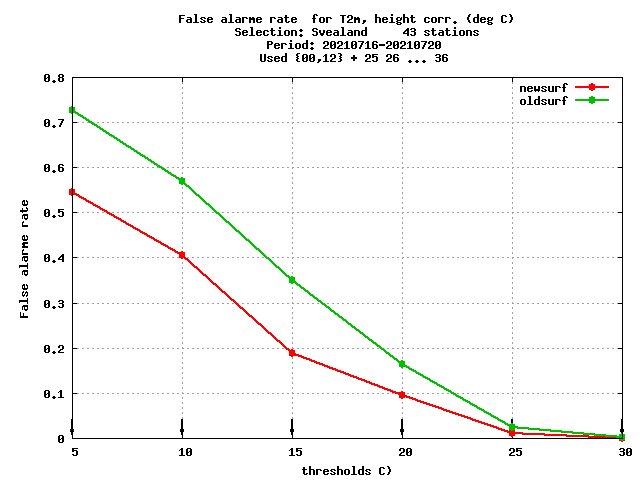 False alarme rate  for T2m, height corr. (deg C)
Selection: Svealand     43 stations
Period: 20210716-20210720
Used {00,12} + 25 26 ... 36
newsurf
oldsurf
0.8
0.7
0.6
0.5
0.4
0.3
0.2
0.1
0
False alarme rate
5 10 15 20 25 30
thresholds C)